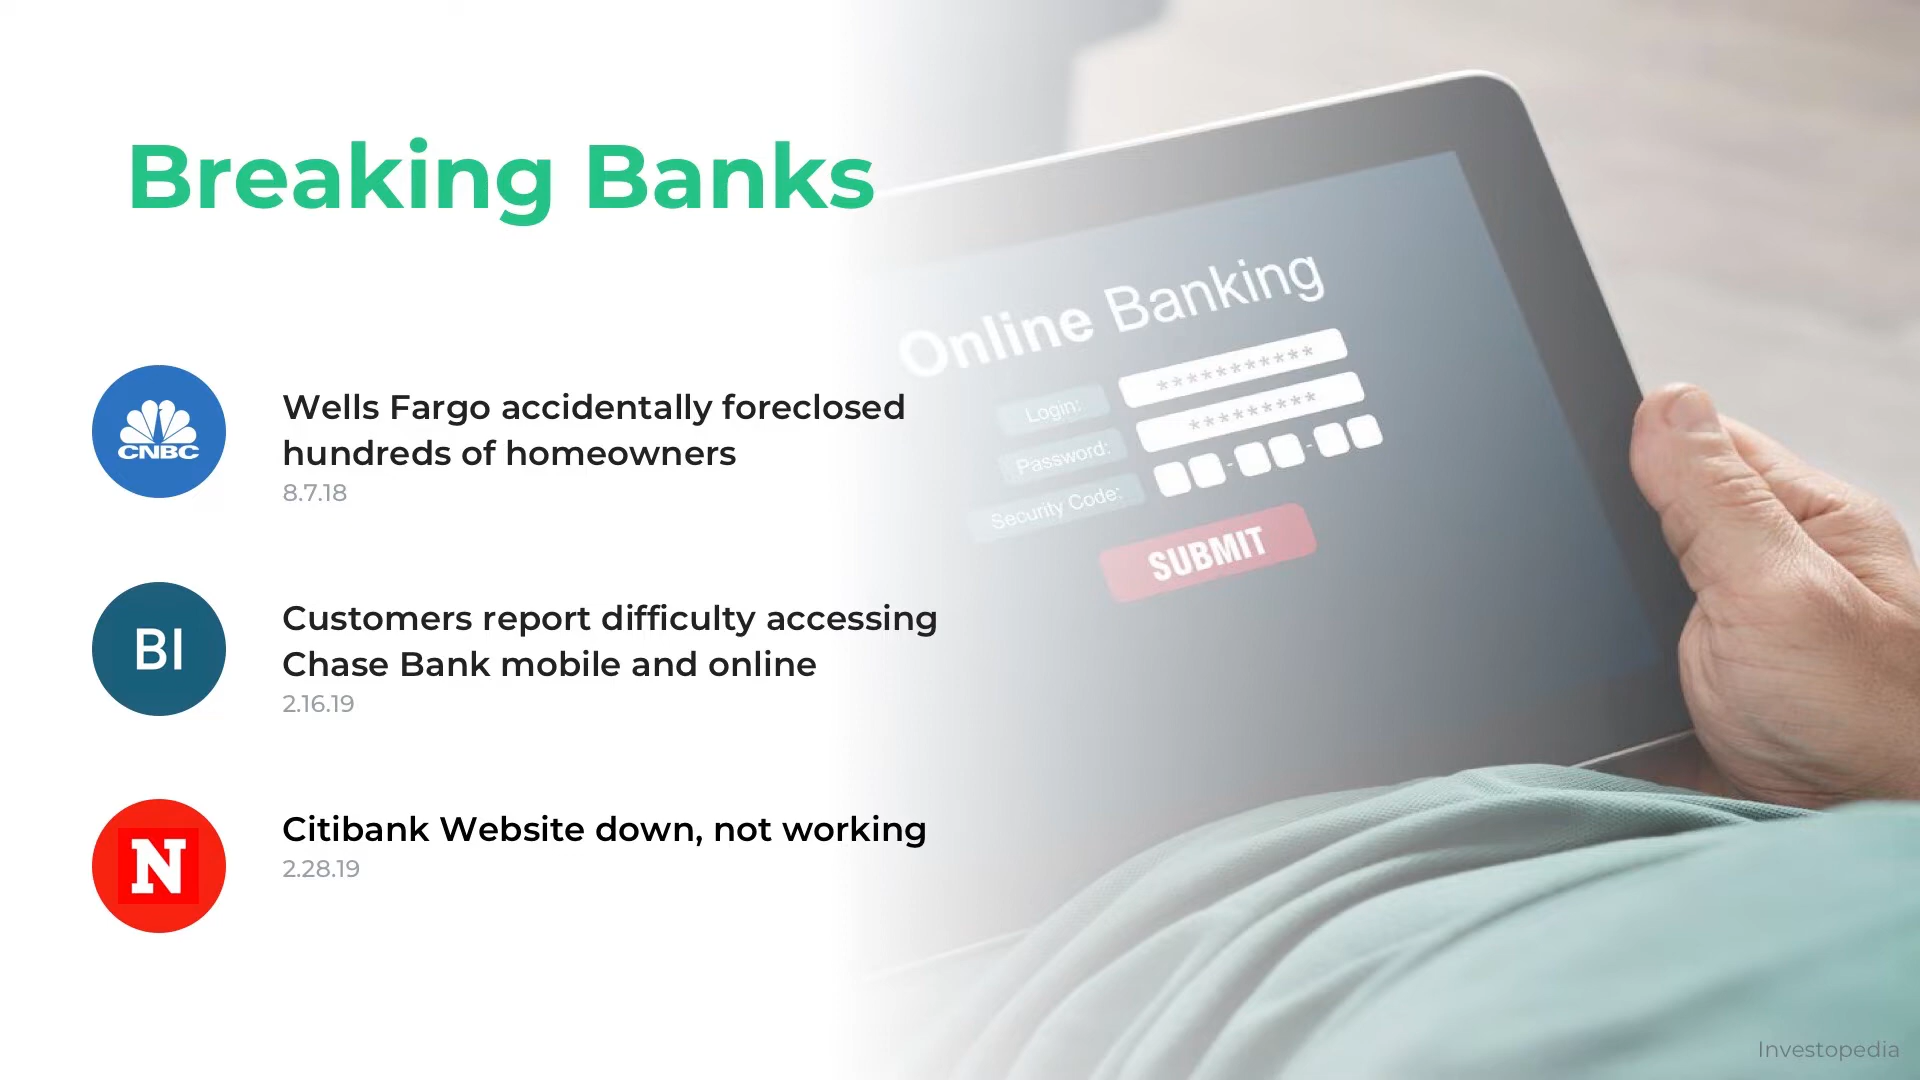 Breaking Banks
CNBC
Wells Fargo accidentally foreclosed
hundreds of homeowners
8.7.18
BI
Customers report difficulty accessing
Chase Bank mobile and online
2.16.19
N
Citibank Website down, not working
2.28.19
Online Banking
Login: ***********
Password: *********
Security Code: - -
SUBMIT
Investopedia